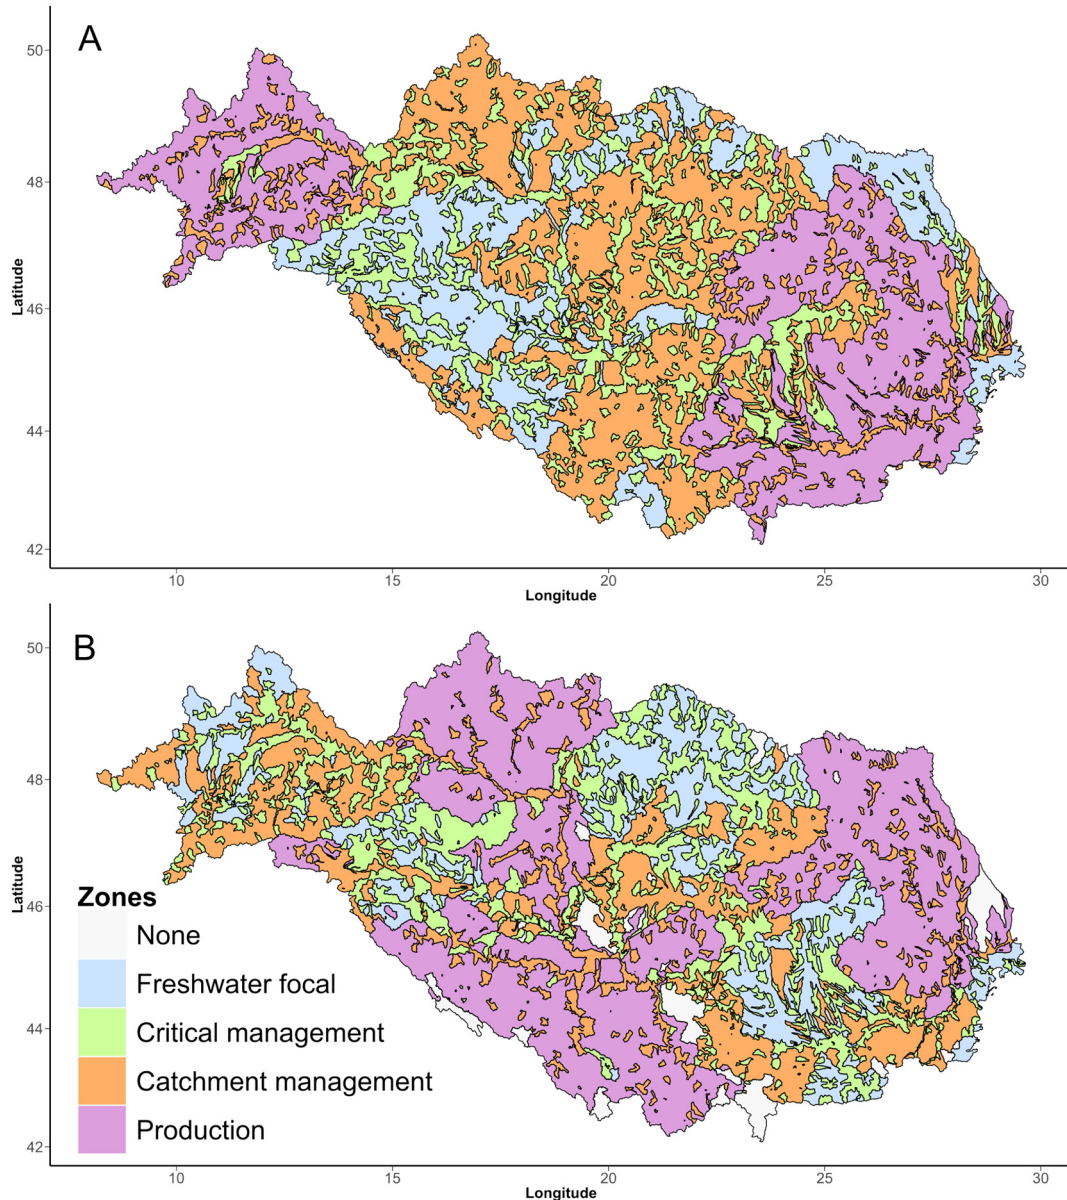 A
50
48
46
44
42
Latitude
10 15 20 25 30
Longitude
B
50
48
46
44
42
Latitude
Zones
None
Freshwater focal
Critical management
Catchment management
Production
10 15 20 25 30
Longitude